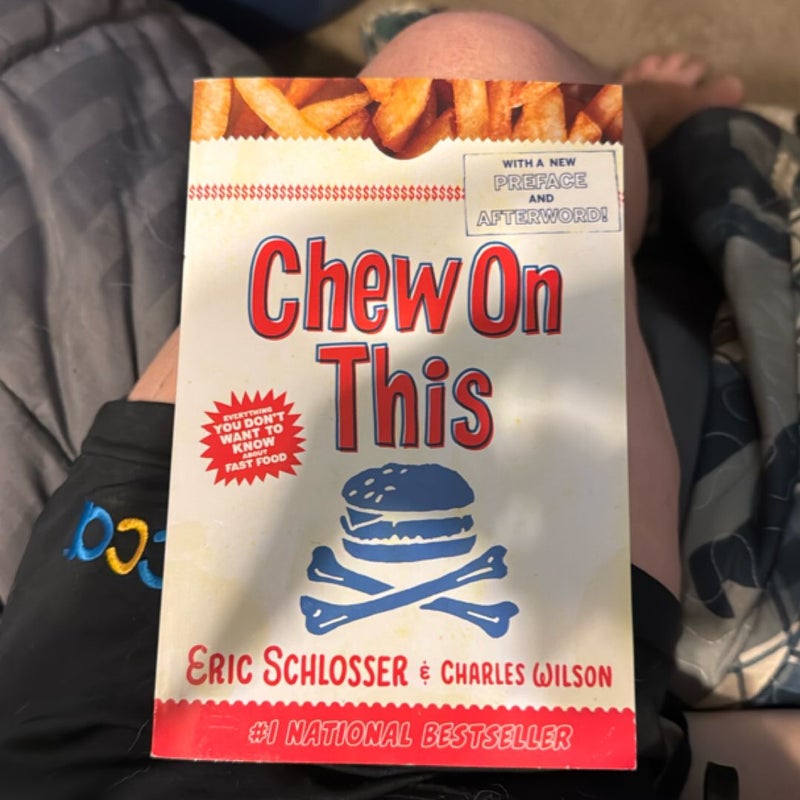 WITH A NEW
PREFACE
AND
AFTERWORD!
$$$$$$$$$$$$$$$$$$$$$$$$$$$$$$$$$$$$$$$$
Chew On
This
EVERYTHING
YOU DON'T
WANT TO
KNOW
ABOUT
FAST FOOD
ERIC SCHLOSSER & CHARLES WILSON
#1 NATIONAL BESTSELLER